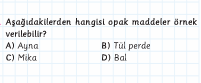 Aşağıdakilerden hangisi opak maddeler örnek
verilebilir?
A) Ayna B) Tül perde
C) Mika D) Bal